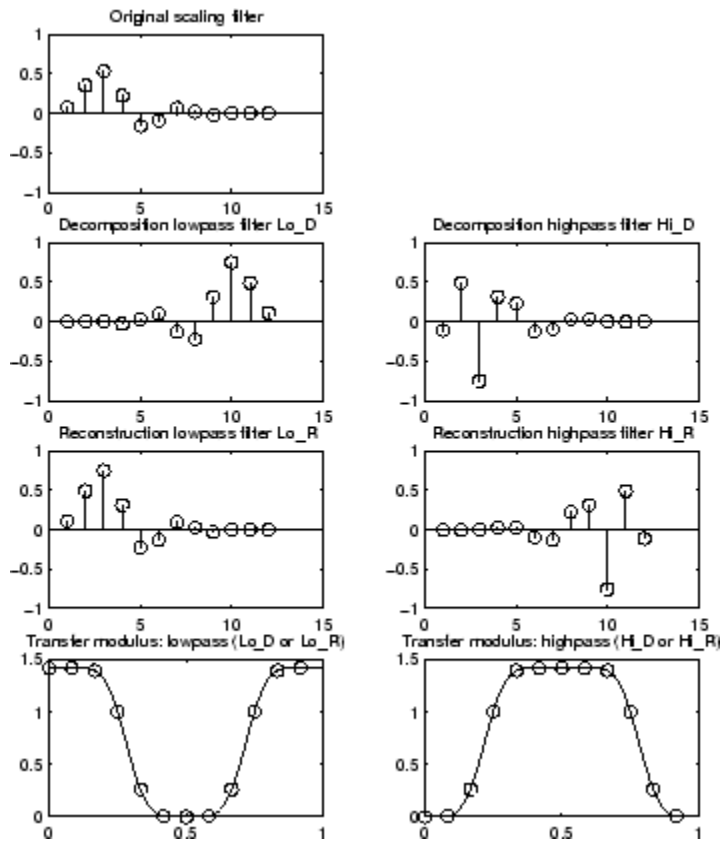 Original scaling filter
1
0.5
0
−0.5
−1
0 5 10 15
Decomposition lowpass filter Lo_D
1
0.5
0
−0.5
−1
0 5 10 15
Decomposition highpass filter Hi_D
1
0.5
0
−0.5
−1
0 5 10 15
Reconstruction lowpass filter Lo_R
1
0.5
0
−0.5
−1
0 5 10 15
Reconstruction highpass filter Hi_R
1
0.5
0
−0.5
−1
0 5 10 15
Transfer modulus: lowpass (Lo_D or Lo_R)
1.5
1
0.5
0
0 0.5 1
Transfer modulus: highpass (Hi_D or Hi_R)
1.5
1
0.5
0
0 0.5 1